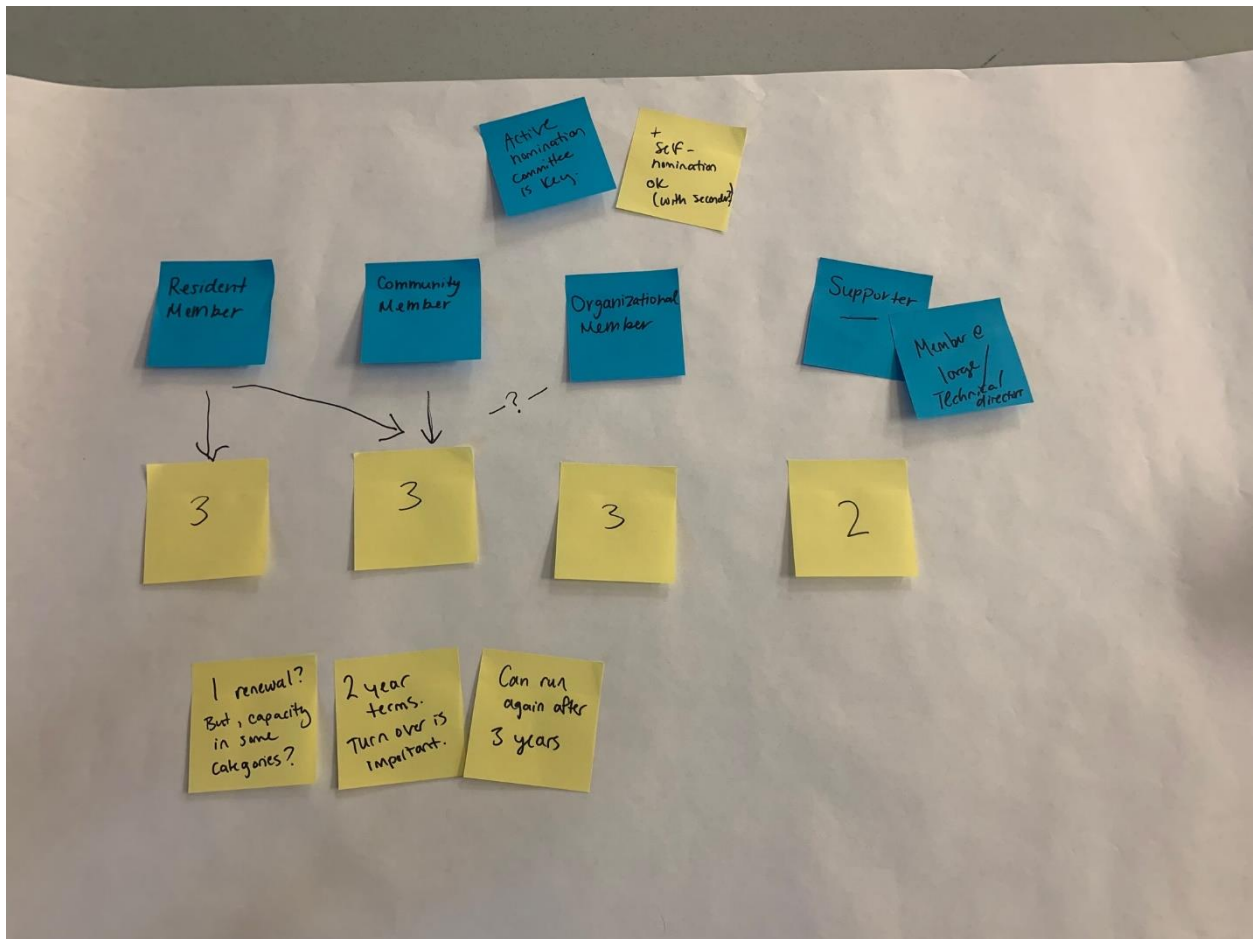 Active
nomination
committee
is key.
+
Self-
nomination
ok
(with seconder)
Resident
Member
Community
Member
Organizational
Member
Supporter
Member @
large/
Technical
director
-?-
3
3
3
2
1 renewal?
But, capacity
in some
categories?
2 year
terms.
Turn over is
important.
Can run
again after
3 years